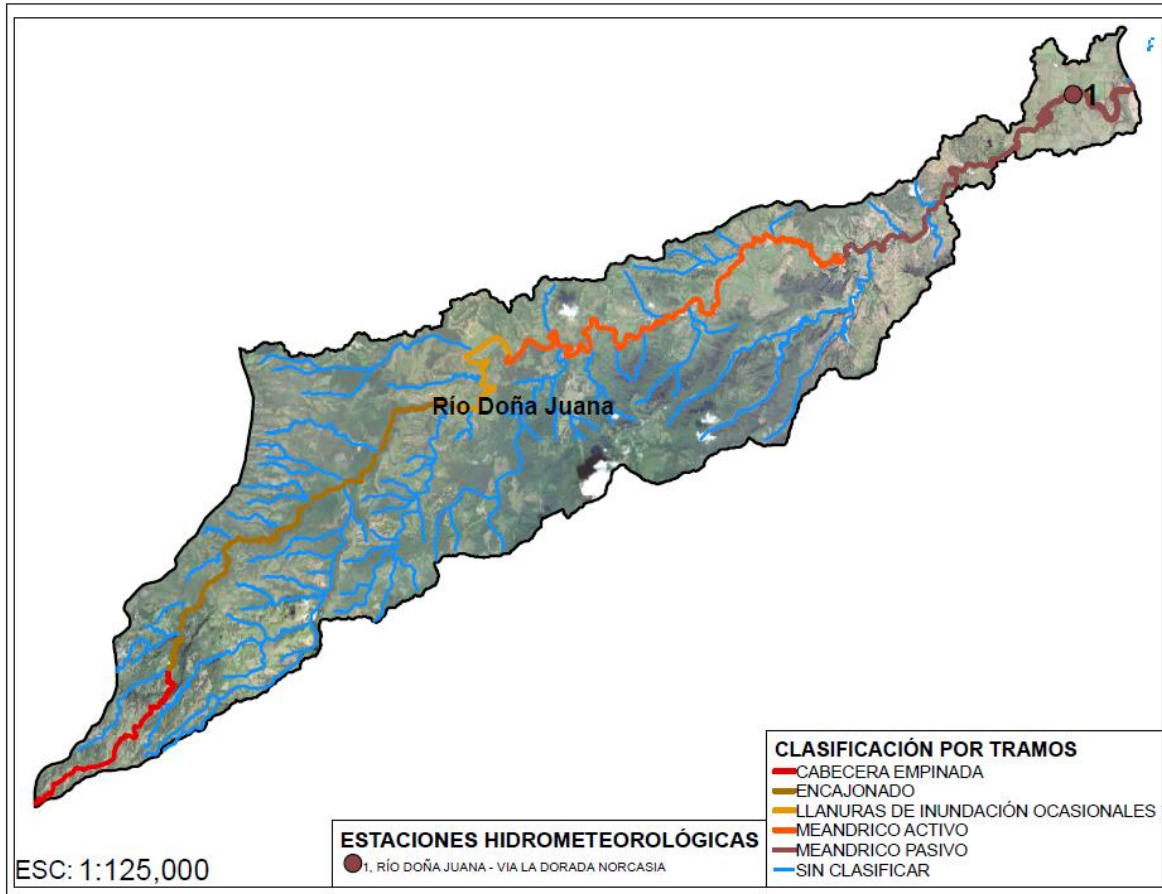 1
Río Doña Juana
CLASIFICACIÓN POR TRAMOS
CABECERA EMPINADA
ENCAJONADO
LLANURAS DE INUNDACIÓN OCASIONALES
MEANDRICO ACTIVO
MEANDRICO PASIVO
SIN CLASIFICAR
ESTACIONES HIDROMETEOROLÓGICAS
1, RÍO DOÑA JUANA - VIA LA DORADA NORCASIA
ESC: 1:125,000